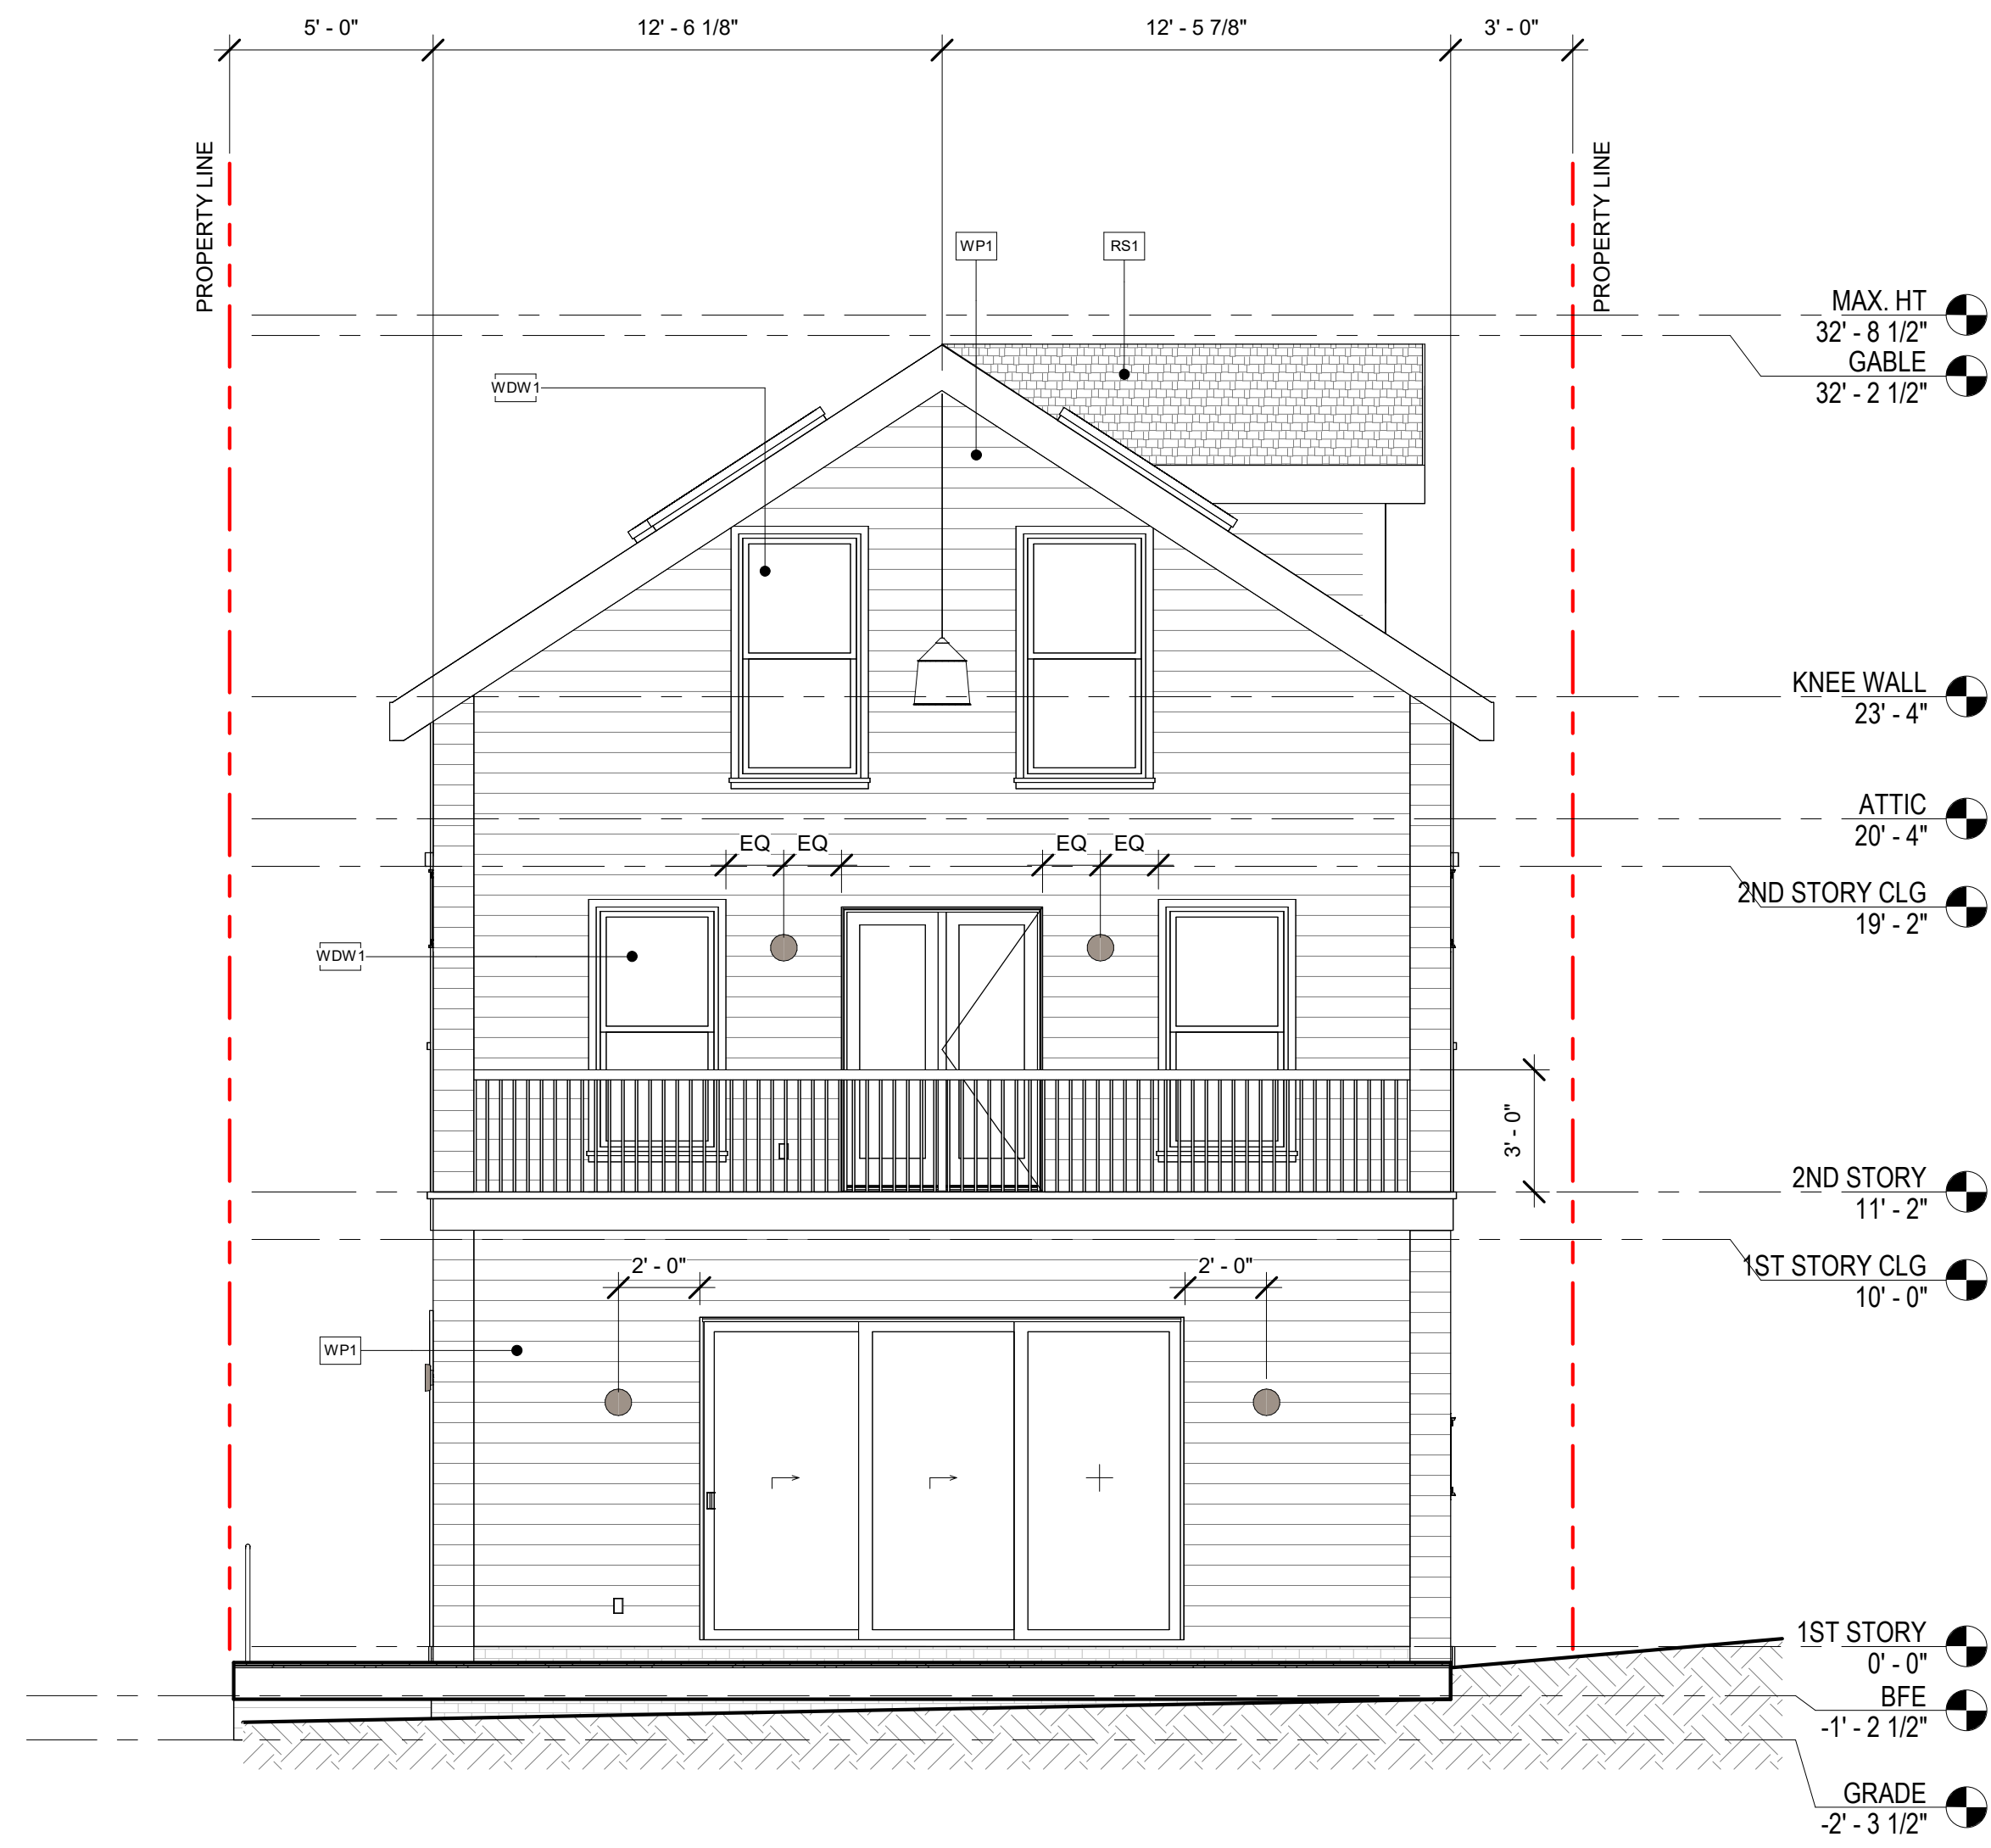 5' - 0"
12' - 6 1/8"
12' - 5 7/8"
3' - 0"
PROPERTY LINE
PROPERTY LINE
WP1
RS1
MAX. HT
32' - 8 1/2"
GABLE
32' - 2 1/2"
WDW1
KNEE WALL
23' - 4"
ATTIC
20' - 4"
EQ
EQ
EQ
EQ
2ND STORY CLG
19' - 2"
WDW1
3' - 0"
2ND STORY
11' - 2"
1ST STORY CLG
10' - 0"
2' - 0"
2' - 0"
WP1
1ST STORY
0' - 0"
BFE
-1' - 2 1/2"
GRADE
-2' - 3 1/2"